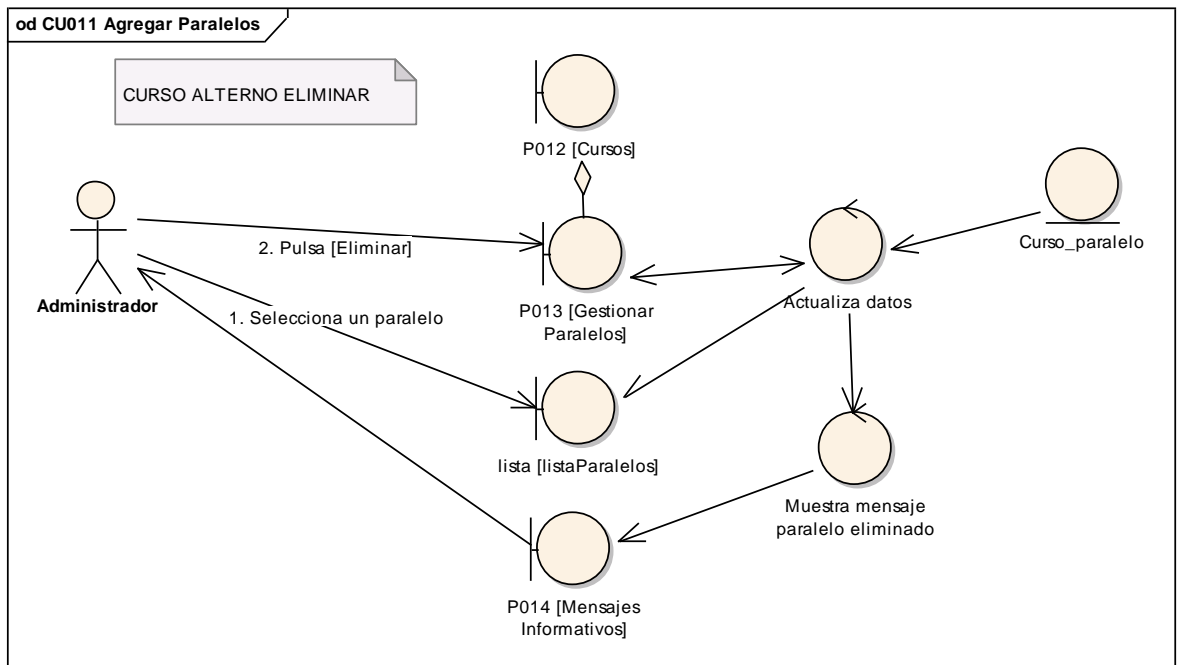 od CU011 Agregar Paralelos
CURSO ALTERNO ELIMINAR
P012 [Cursos]
Curso_paralelo
2. Pulsa [Eliminar]
Administrador
P013 [Gestionar
Paralelos]
Actualiza datos
1. Selecciona un paralelo
lista [listaParalelos]
Muestra mensaje
paralelo eliminado
P014 [Mensajes
Informativos]